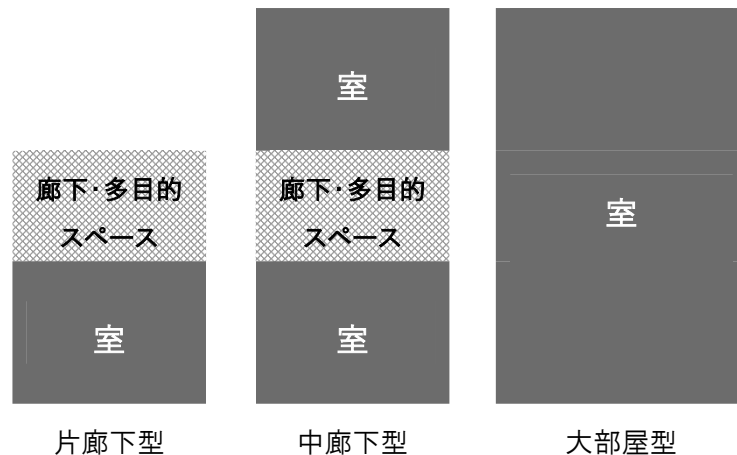 室
廊下･多目的
スペース
室
片廊下型
室
廊下･多目的
スペース
室
中廊下型
室
大部屋型